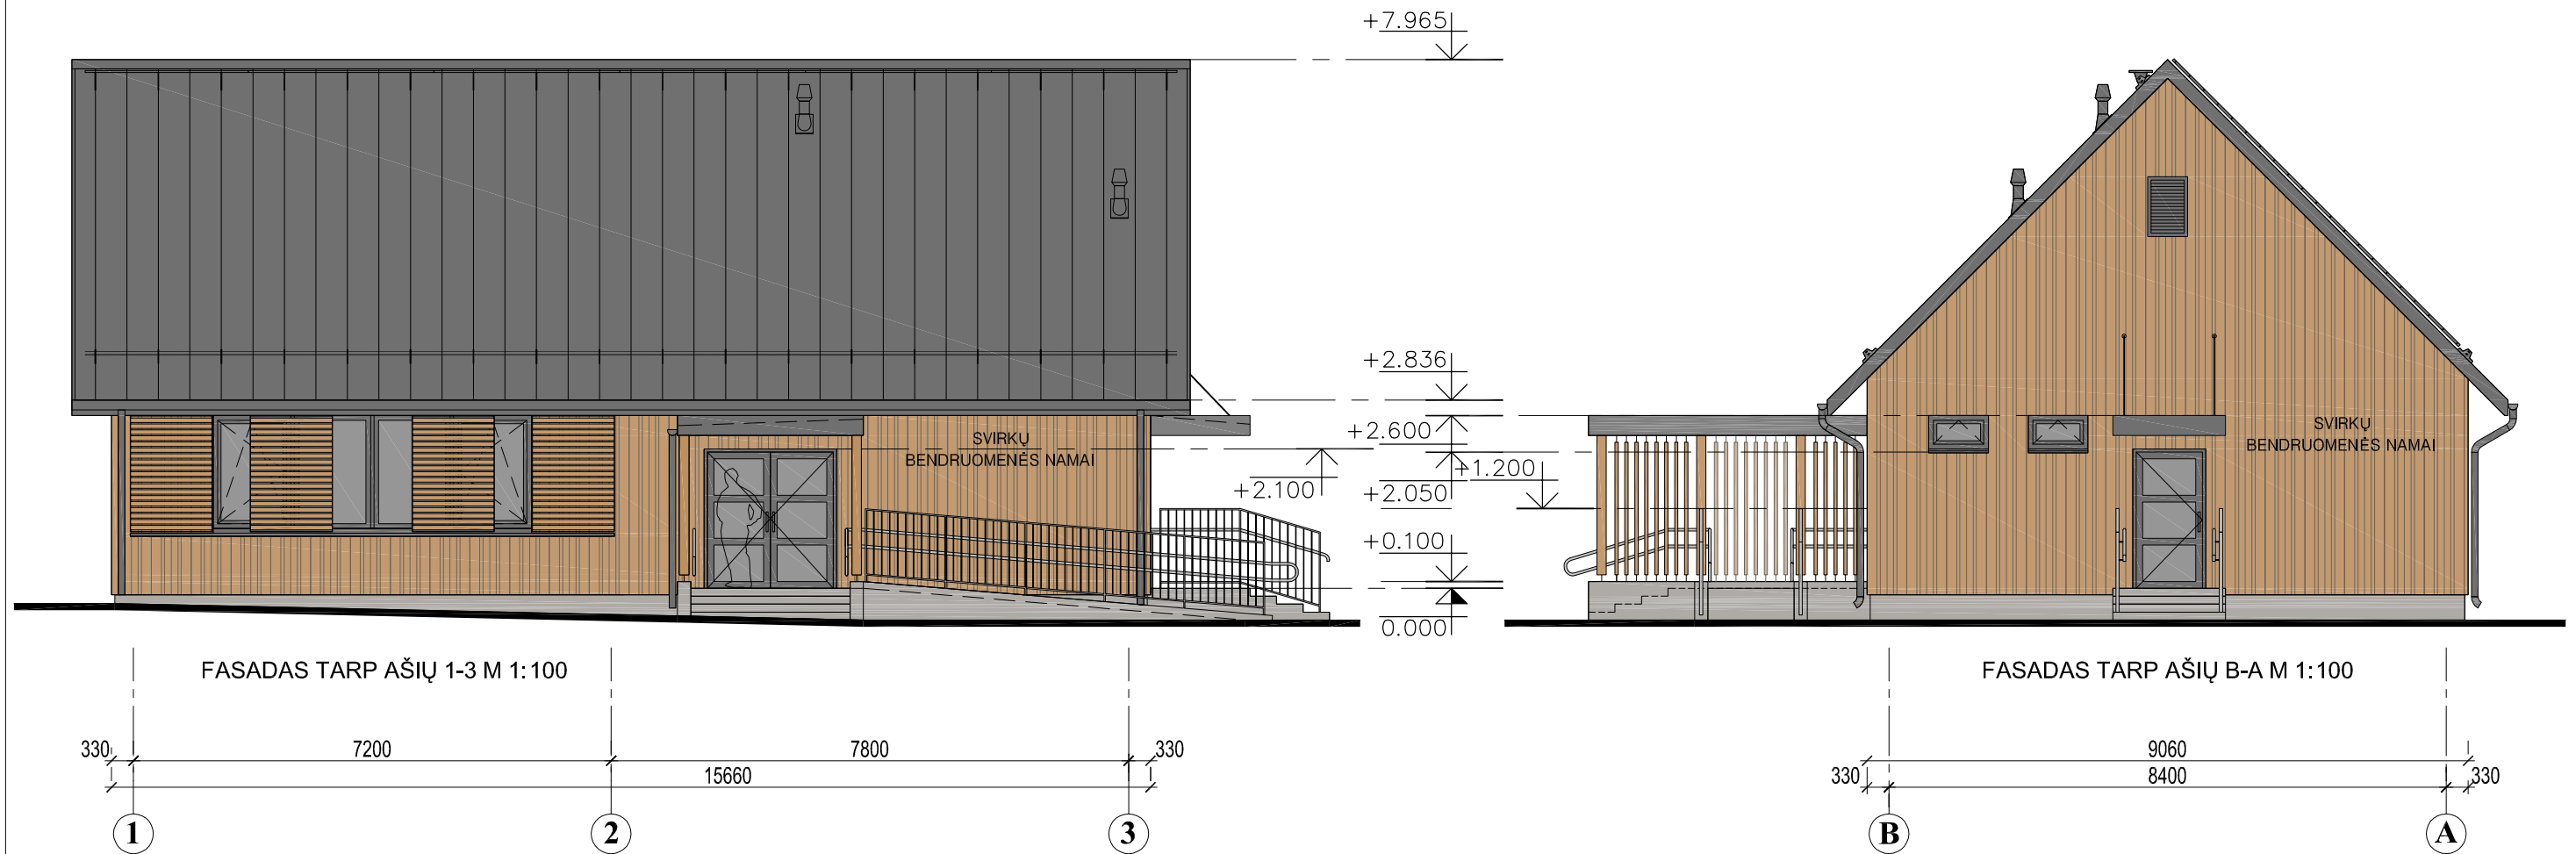 +7.965
+2.836
+2.600
+2.100
+2.050
+1.200
+0.100
0.000
SVIRKŲ
BENDRUOMENĖS NAMAI
SVIRKŲ
BENDRUOMENĖS NAMAI
FASADAS TARP AŠIŲ 1-3 M 1:100
330
7200
7800
330
15660
1
2
3
FASADAS TARP AŠIŲ B-A M 1:100
9060
330
8400
330
B
A